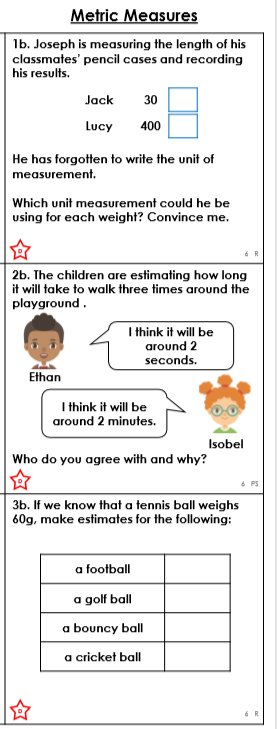 Metric Measures
1b. Joseph is measuring the length of his
classmates' pencil cases and recording
his results.
Jack 30
Lucy 400
He has forgotten to write the unit of
measurement.
Which unit measurement could he be
using for each weight? Convince me.
D
6 R
2b. The children are estimating how long
it will take to walk three times around the
playground .
I think it will be
around 2
seconds.
Ethan
I think it will be
around 2 minutes.
Isobel
Who do you agree with and why?
D
6 PS
3b. If we know that a tennis ball weighs
60g, make estimates for the following:
a football
a golf ball
a bouncy ball
a cricket ball
D
6 R